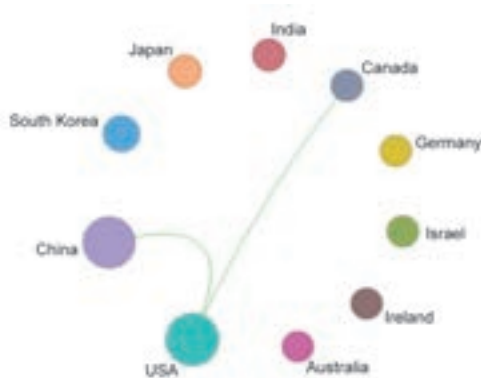 India
Japan
Canada
South Korea
Germany
China
Israel
Ireland
USA
Australia